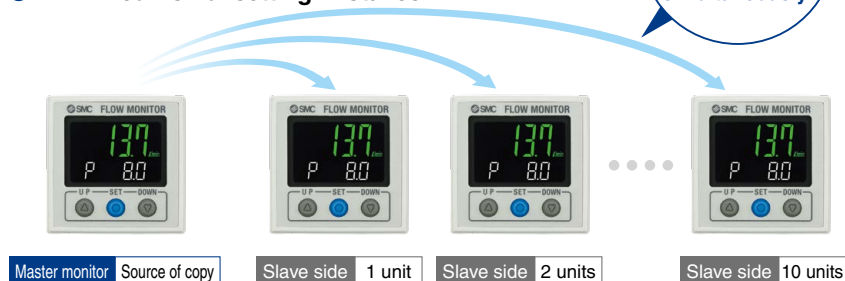 SMC FLOW MONITOR
13.7
P 8.0
UP SET DOWN
SMC FLOW MONITOR
13.7
P 8.0
UP SET DOWN
SMC FLOW MONITOR
13.7
P 8.0
UP SET DOWN
SMC FLOW MONITOR
13.7
P 8.0
UP SET DOWN
Master monitor Source of copy
Slave side 1 unit
Slave side 2 units
Slave side 10 units